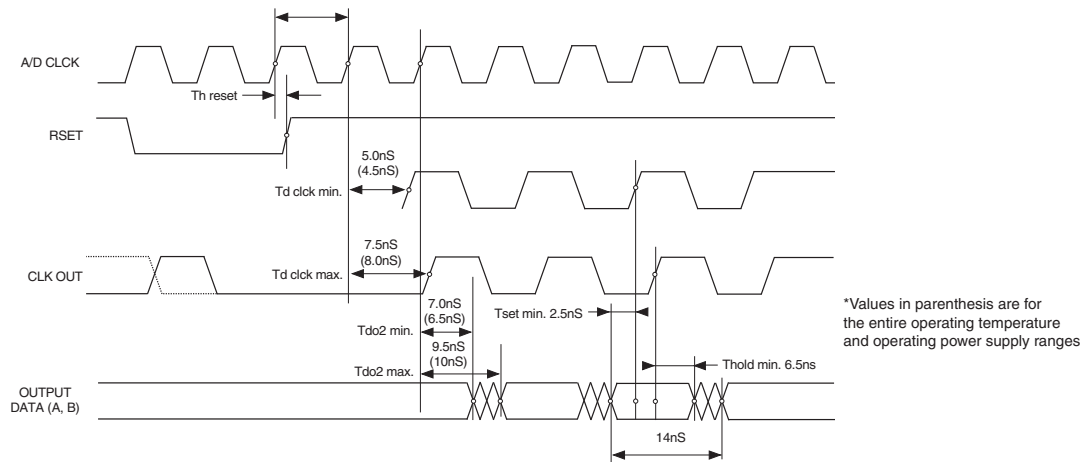 A/D CLCK
Th reset
RSET
5.0nS
(4.5nS)
Td clck min.
7.5nS
(8.0nS)
CLK OUT
Td clck max.
7.0nS
(6.5nS)
Tset min. 2.5nS
Tdo2 min.
9.5nS
(10nS)
Tdo2 max.
Thold min. 6.5ns
*Values in parenthesis are for
the entire operating temperature
and operating power supply ranges
OUTPUT
DATA (A, B)
14nS